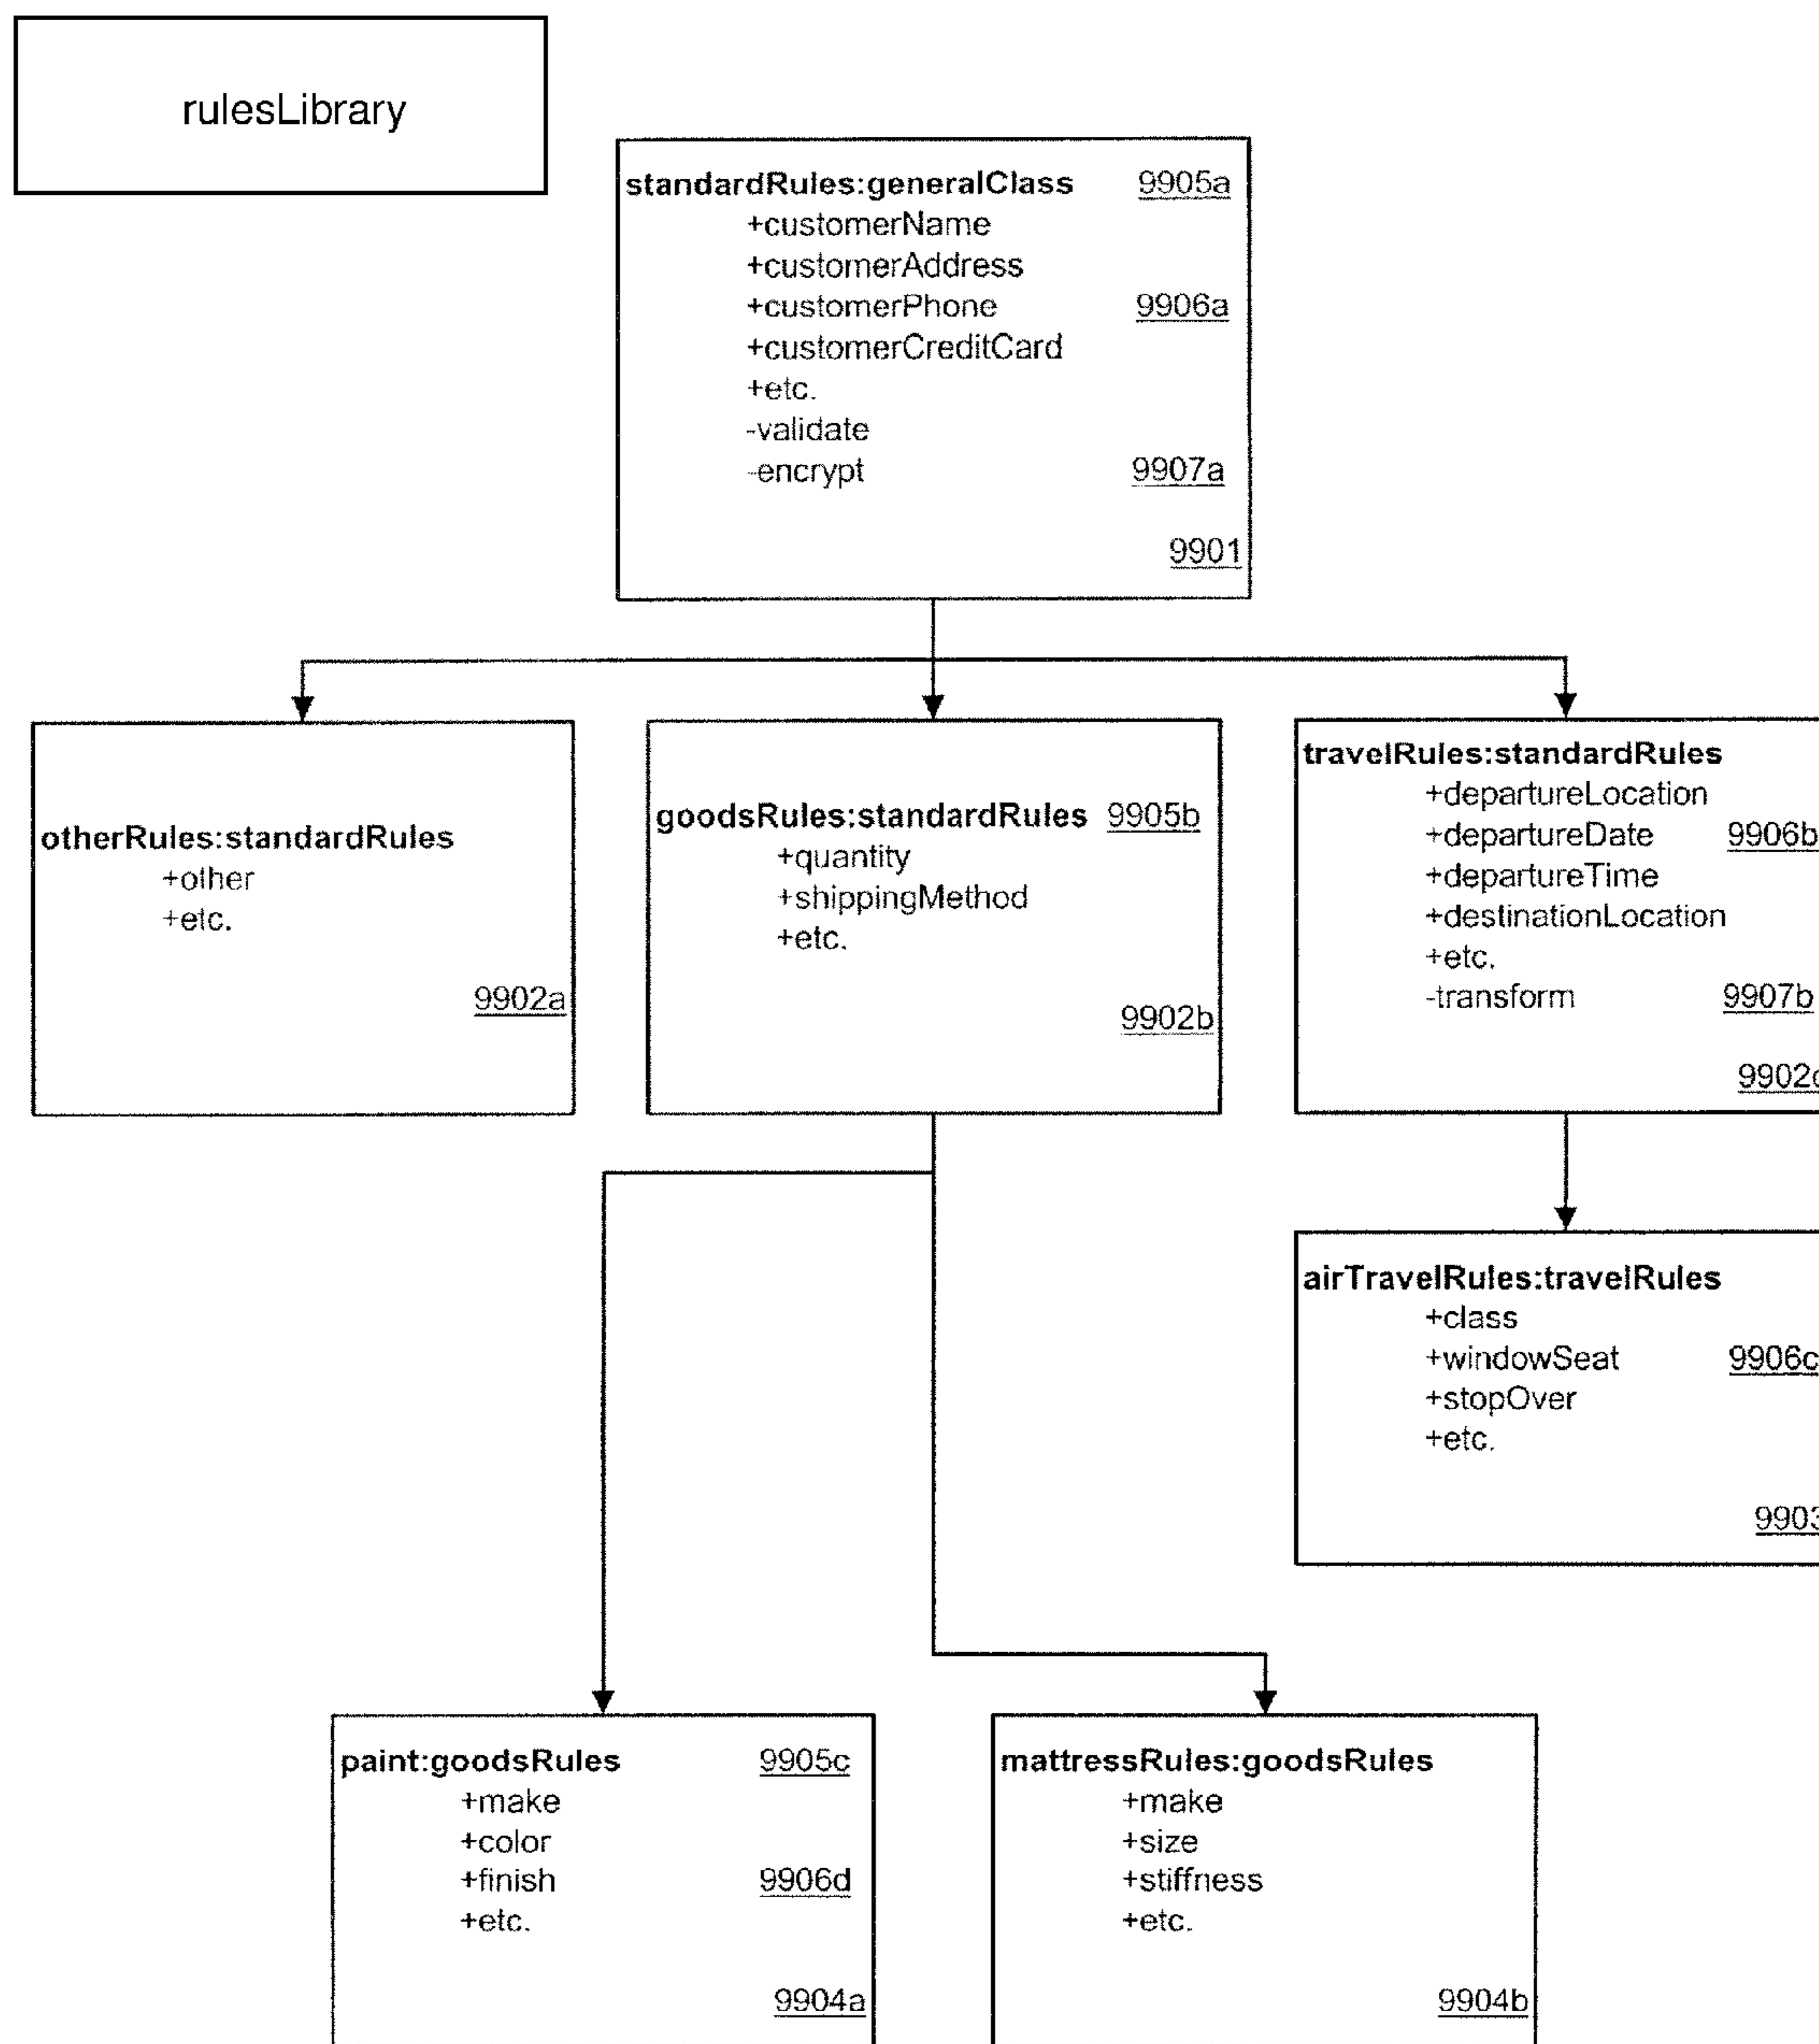 rulesLibrary
standardRules:generalClass 9905a
+customerName
+customerAddress
+customerPhone 9906a
+customerCreditCard
+etc.
-validate
-encrypt 9907a
9901
otherRules:standardRules
+other
+etc.
9902a
goodsRules:standardRules 9905b
+quantity
+shippingMethod
+etc.
9902b
travelRules:standardRules
+departureLocation
+departureDate 9906b
+departureTime
+destinationLocation
+etc.
-transform 9907b
9902c
airTravelRules:travelRules
+class
+windowSeat 9906c
+stopOver
+etc.
9903
paint:goodsRules 9905c
+make
+color
+finish 9906d
+etc.
9904a
mattressRules:goodsRules
+make
+size
+stiffness
+etc.
9904b